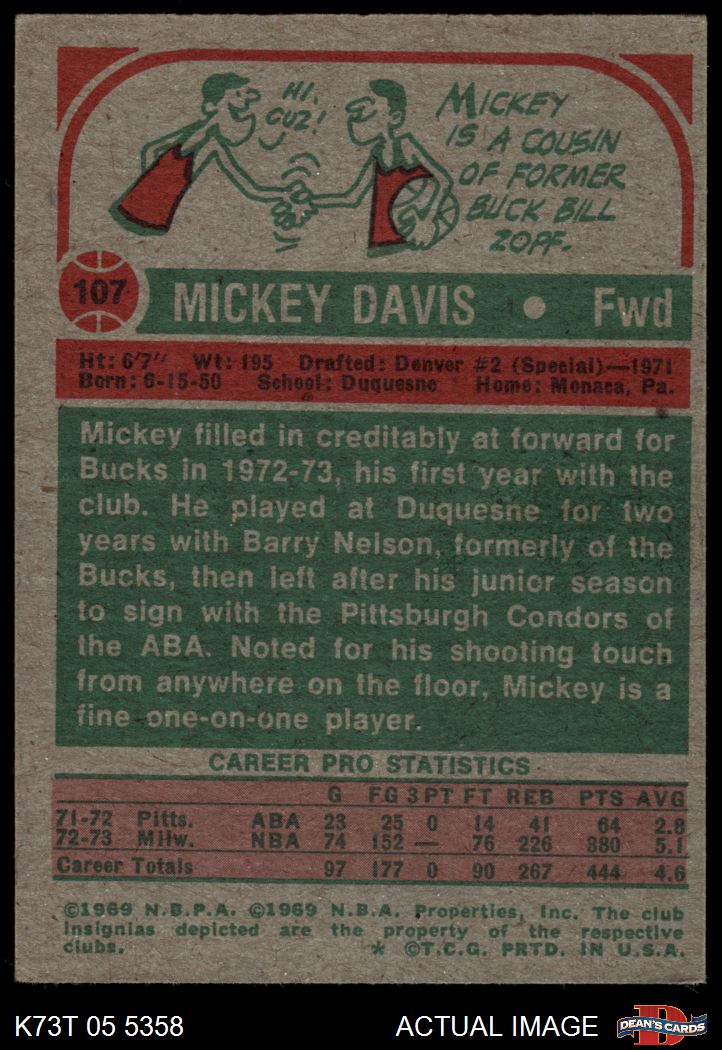 HI,
CUZ!
MICKEY
IS A COUSIN
OF FORMER
BUCK BILL
ZOPF.
107
MICKEY DAVIS • Fwd
Ht: 6'7" Wt: 195 Drafted: Denver #2 (Special)—1971
Born: 6-15-50 School: Duquesne Home: Monaca, Pa.
Mickey filled in creditably at forward for
Bucks in 1972-73, his first year with the
club. He played at Duquesne for two
years with Barry Nelson, formerly of the
Bucks, then left after his junior season
to sign with the Pittsburgh Condors of
the ABA. Noted for his shooting touch
from anywhere on the floor, Mickey is a
fine one-on-one player.
CAREER PRO STATISTICS
G FG 3PT FT REB PTS AVG
71-72 Pitts. ABA 23 25 0 14 41 64 2.8
72-73 Milw. NBA 74 152 — 76 226 380 5.1
Career Totals 97 177 0 90 267 444 4.6
©1969 N.B.P.A. ©1969 N.B.A. Properties, Inc. The club
insignias depicted are the property of the respective
clubs. * ©T.C.G. PRTD. IN U.S.A.
K73T 05 5358 ACTUAL IMAGE
D
DEAN'S CARDS